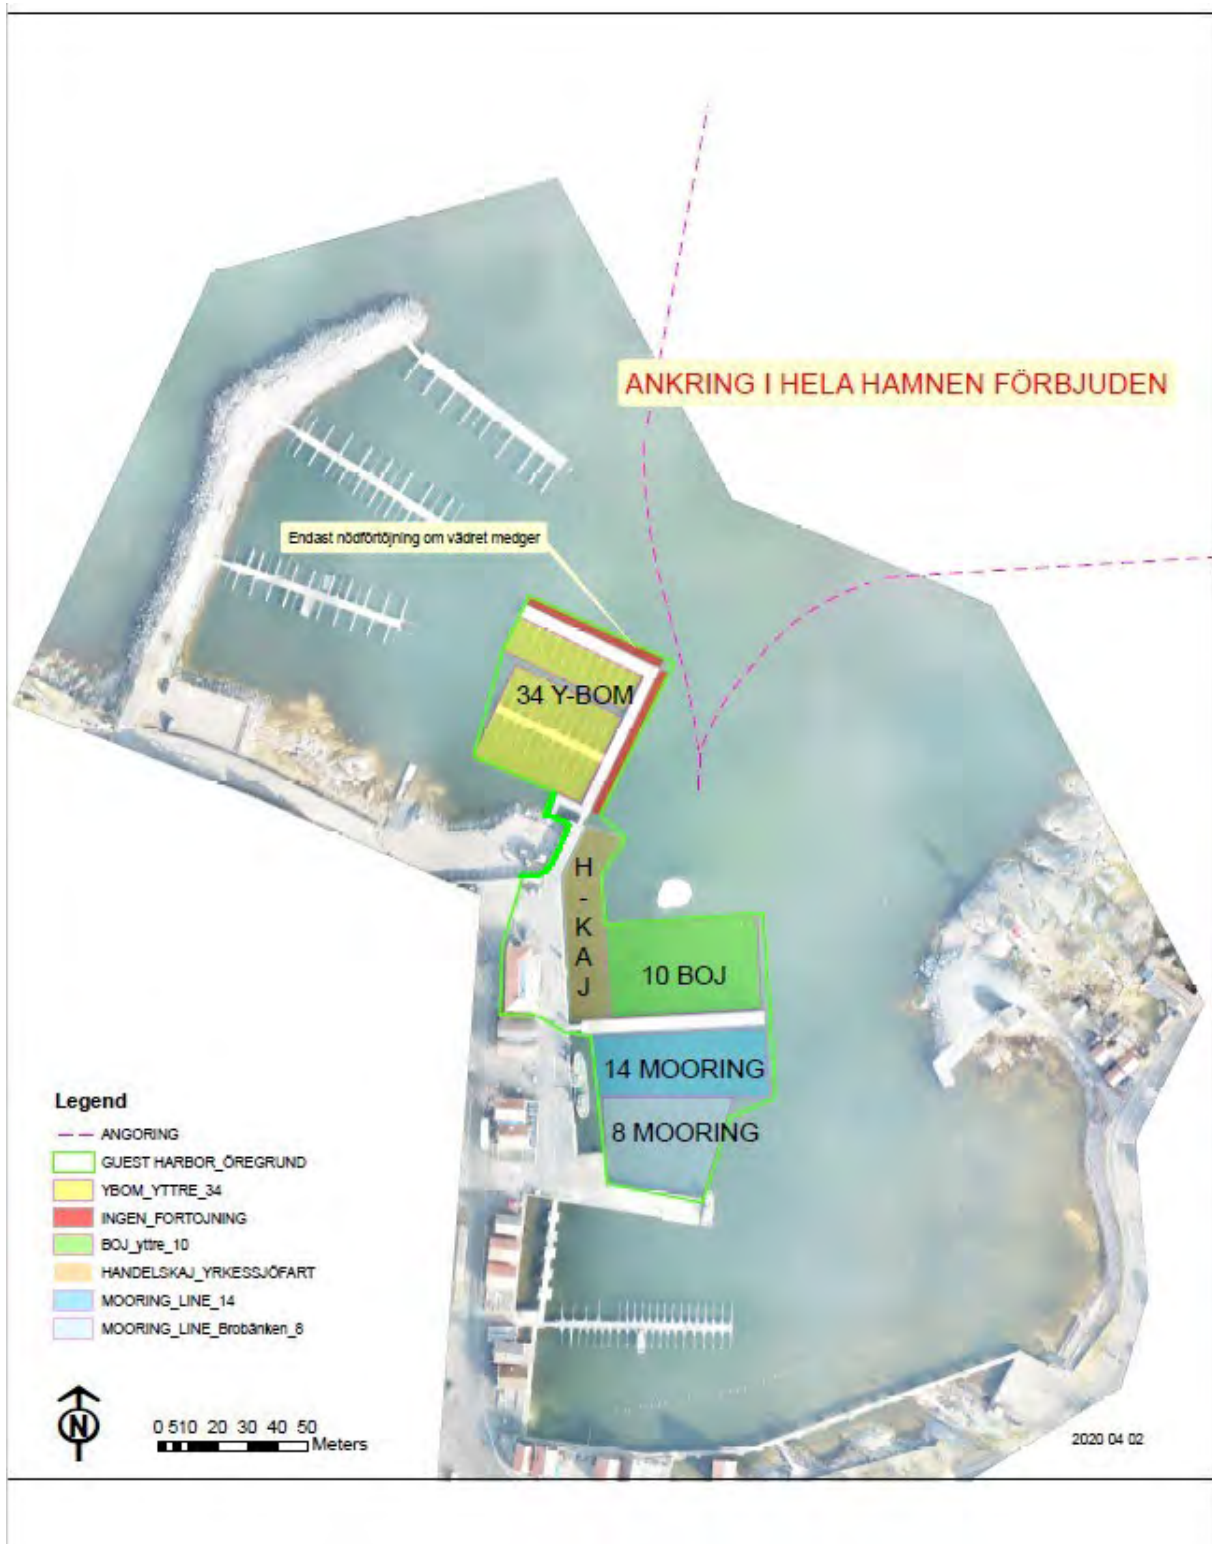 ANKRING I HELA HAMNEN FÖRBJUDEN
Endast nödförtöjning om vädret medger
34 Y-BOM
H
-
K
A
J
10 BOJ
14 MOORING
8 MOORING
Legend
ANGORING
GUEST HARBOR_ÖREGRUND
YBOM_YTTRE_34
INGEN_FORTOJNING
BOJ_yttre_10
HANDELSKAJ_YRKESSJÖFART
MOORING_LINE_14
MOORING_LINE_Brobänken_8
N
0 5 10 20 30 40 50
Meters
2020 04 02